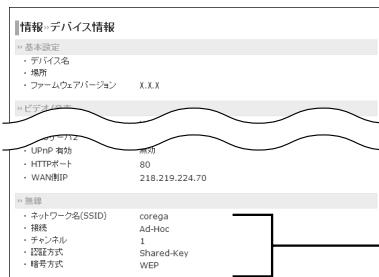 情報»デバイス情報
» 基本設定
・デバイス名
・場所
・ファームウェアバージョン X.X.X
・UPnP 有効 無効
・HTTPポート 80
・WAN側IP 218.219.224.70
» 無線
・ネットワーク名(SSID) corega
・接続 Ad-Hoc
・チャンネル 1
・認証方式 Shared-Key
・暗号方式 WEP